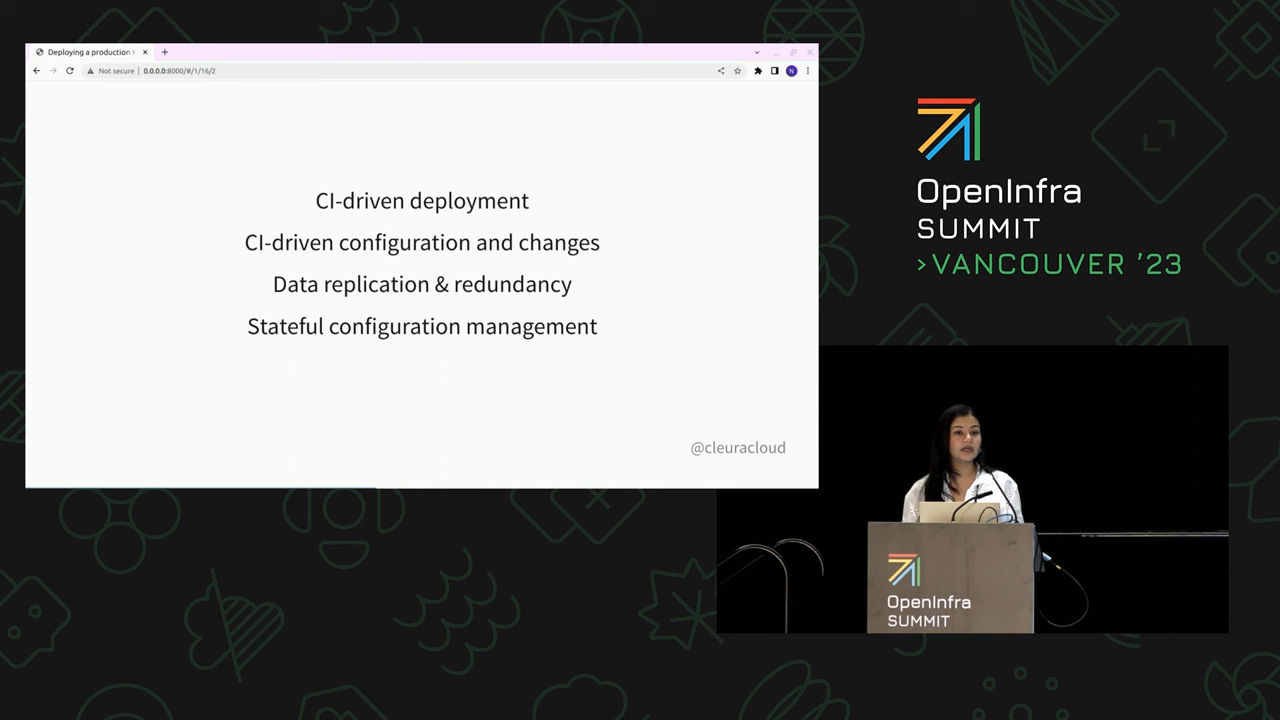 Deploying a production
Not secure
0.0.0.0:8000/#/1/16/2
N
CI-driven deployment
CI-driven configuration and changes
Data replication & redundancy
Stateful configuration management
@cleuracloud
OpenInfra
SUMMIT
>VANCOUVER '23
OpenInfra
SUMMIT